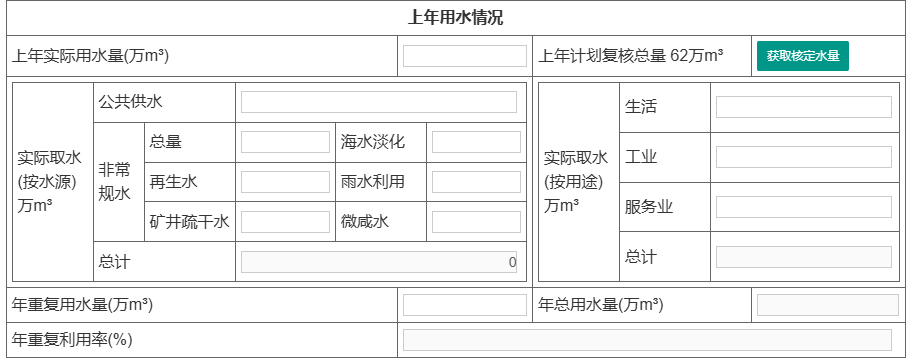 上年用水情况
上年实际用水量(万m³)
上年计划复核总量 62万m³
获取核定水量
实际取水
(按水源)
万m³
公共供水
非常
规水
总量
海水淡化
再生水
雨水利用
矿井疏干水
微咸水
总计
0
实际取水
(按用途)
万m³
生活
工业
服务业
总计
年重复用水量(万m³)
年总用水量(万m³)
年重复利用率(%)